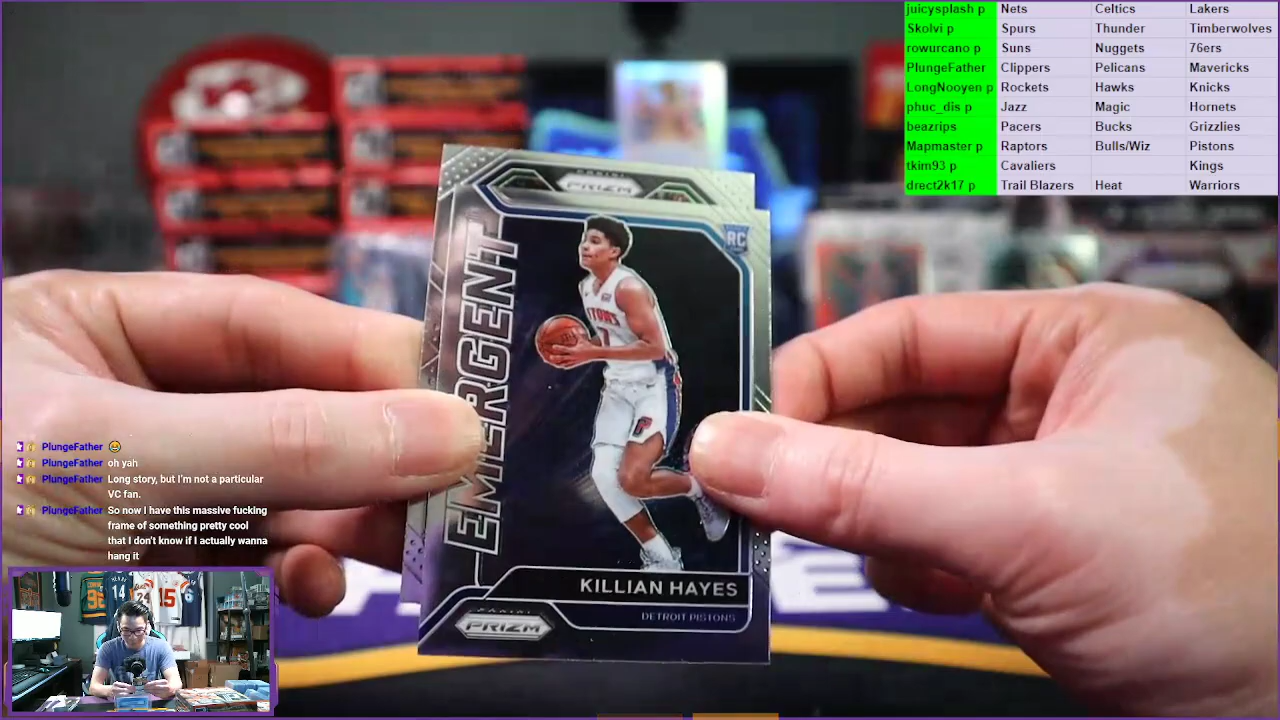 juicysplash p Nets Celtics Lakers
Skolvi p Spurs Thunder Timberwolves
rowurcano p Suns Nuggets 76ers
PlungeFather Clippers Pelicans Mavericks
LongNooyen p Rockets Hawks Knicks
phuc_dis p Jazz Magic Hornets
beazrips Pacers Bucks Grizzlies
Mapmaster p Raptors Bulls/Wiz Pistons
tkim93 p Cavaliers Kings
drect2k17 p Trail Blazers Heat Warriors
PANINI
PRIZM
RC
EMERGENT
KILLIAN HAYES
DETROIT PISTONS
PANINI
PRIZM
PlungeFather 😂
PlungeFather oh yah
PlungeFather Long story, but I'm not a particular
VC fan.
PlungeFather So now I have this massive fucking
frame of something pretty cool
that I don't know if I actually wanna
hang it
14
15